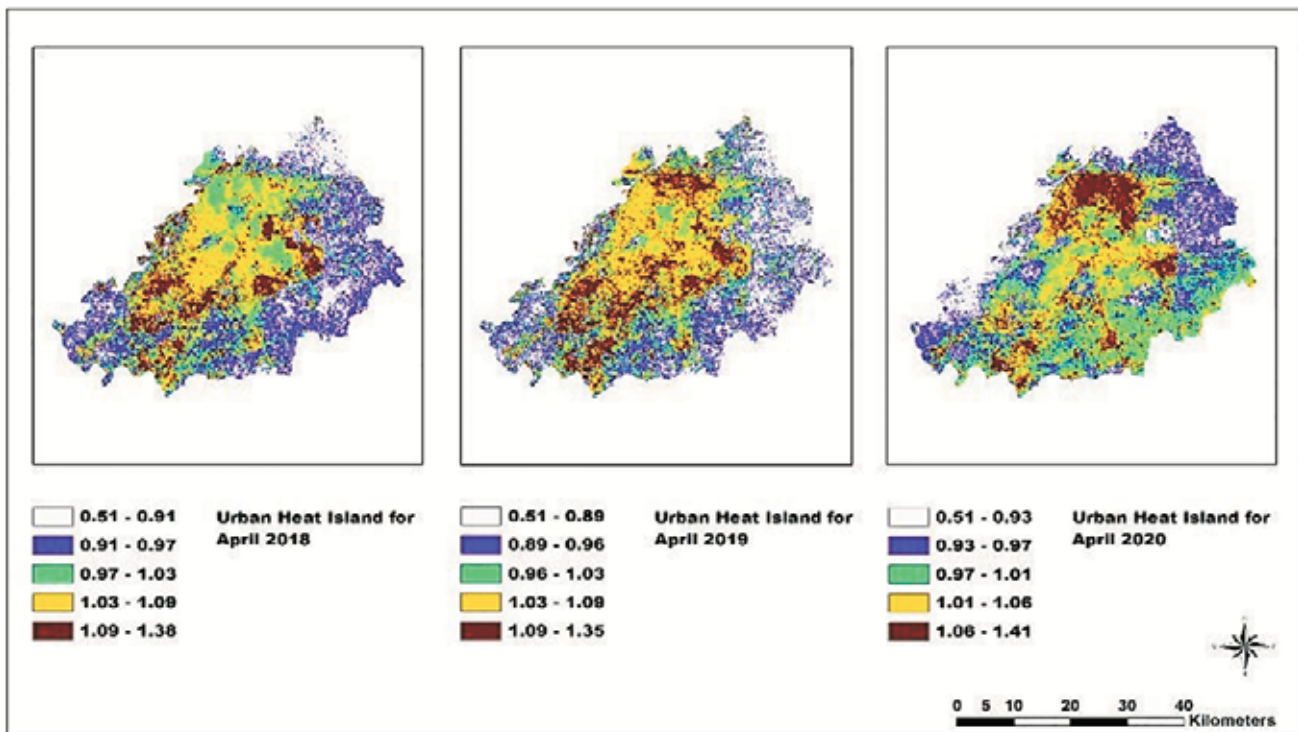 0.51 - 0.91
0.91 - 0.97
0.97 - 1.03
1.03 - 1.09
1.09 - 1.38
Urban Heat Island for
April 2018
0.51 - 0.89
0.89 - 0.96
0.96 - 1.03
1.03 - 1.09
1.09 - 1.35
Urban Heat Island for
April 2019
0.51 - 0.93
0.93 - 0.97
0.97 - 1.01
1.01 - 1.06
1.06 - 1.41
Urban Heat Island for
April 2020
0 5 10 20 30 40
Kilometers